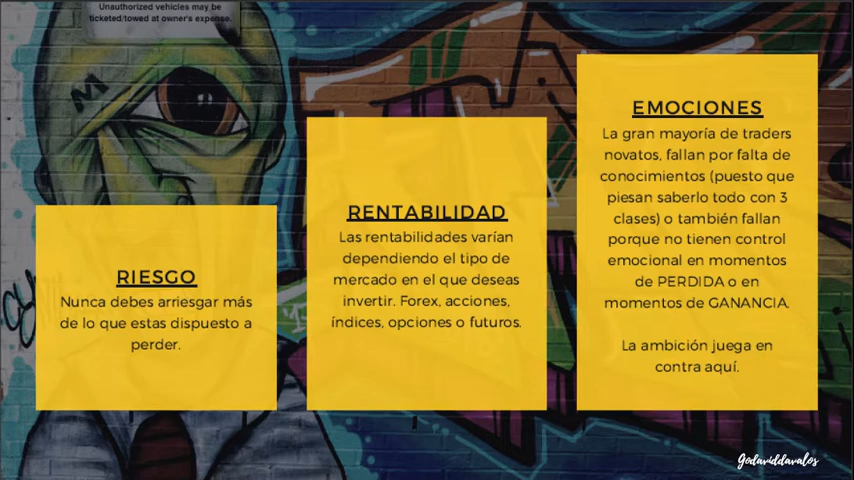 Unauthorized vehicles may be
ticketed/towed at owner's expense.
RIESGO
Nunca debes arriesgar más
de lo que estas dispuesto a
perder.
RENTABILIDAD
Las rentabilidades varían
dependiendo el tipo de
mercado en el que deseas
invertir. Forex, acciones,
índices, opciones o futuros.
EMOCIONES
La gran mayoría de traders
novatos, fallan por falta de
conocimientos (puesto que
piesan saberlo todo con 3
clases) o también fallan
porque no tienen control
emocional en momentos
de PERDIDA o en
momentos de GANANCIA.
La ambición juega en
contra aquí.
Godaviddavalos